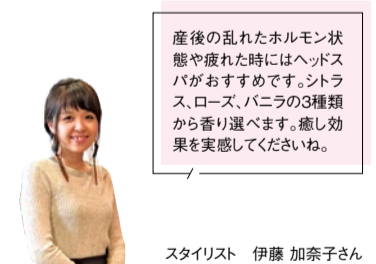 産後の乱れたホルモン状
態や疲れた時にはヘッドス
パがおすすめです。シトラ
ス、ローズ、バニラの3種類
から香り選べます。癒し効
果を実感してくださいね。
スタイリスト　伊藤 加奈子さん